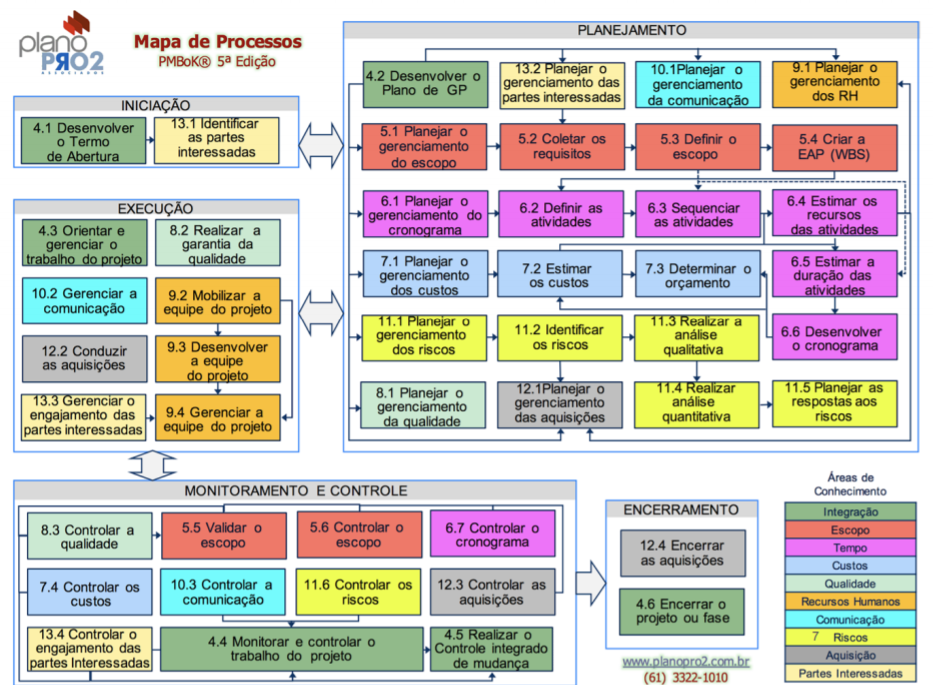 plano
PRO2
ASSOCIADOS
Mapa de Processos
PMBoK® 5ª Edição
INICIAÇÃO
4.1 Desenvolver
o Termo
de Abertura
13.1 Identificar
as partes
interessadas
PLANEJAMENTO
4.2 Desenvolver o
Plano de GP
13.2 Planejar o
gerenciamento das
partes interessadas
10.1Planejar o
gerenciamento
da comunicação
9.1 Planejar o
gerenciamento
dos RH
5.1 Planejar o
gerenciamento
do escopo
5.2 Coletar os
requisitos
5.3 Definir o
escopo
5.4 Criar a
EAP (WBS)
6.1 Planejar o
gerenciamento do
cronograma
6.2 Definir as
atividades
6.3 Sequenciar
as atividades
6.4 Estimar os
recursos
das atividades
7.1 Planejar o
gerenciamento
dos custos
7.2 Estimar
os custos
7.3 Determinar o
orçamento
6.5 Estimar a
duração das
atividades
11.1 Planejar o
gerenciamento
dos riscos
11.2 Identificar
os riscos
11.3 Realizar a
análise
qualitativa
6.6 Desenvolver
o cronograma
8.1 Planejar o
gerenciamento
da qualidade
12.1Planejar o
gerenciamento
das aquisições
11.4 Realizar
análise
quantitativa
11.5 Planejar as
respostas aos
riscos
EXECUÇÃO
4.3 Orientar e
gerenciar o
trabalho do projeto
8.2 Realizar a
garantia da
qualidade
10.2 Gerenciar a
comunicação
9.2 Mobilizar a
equipe do projeto
12.2 Conduzir
as aquisições
9.3 Desenvolver
a equipe
do projeto
13.3 Gerenciar o
engajamento das
partes interessadas
9.4 Gerenciar a
equipe do projeto
MONITORAMENTO E CONTROLE
8.3 Controlar a
qualidade
5.5 Validar o
escopo
5.6 Controlar o
escopo
6.7 Controlar o
cronograma
7.4 Controlar os
custos
10.3 Controlar a
comunicação
11.6 Controlar os
riscos
12.3 Controlar as
aquisições
13.4 Controlar o
engajamento das
partes Interessadas
4.4 Monitorar e controlar o
trabalho do projeto
4.5 Realizar o
Controle integrado
de mudança
ENCERRAMENTO
12.4 Encerrar
as aquisições
4.6 Encerrar o
projeto ou fase
www.planopro2.com.br
(61) 3322-1010
Áreas de
Conhecimento
Integração
Escopo
Tempo
Custos
Qualidade
Recursos Humanos
Comunicação
7 Riscos
Aquisição
Partes Interessadas